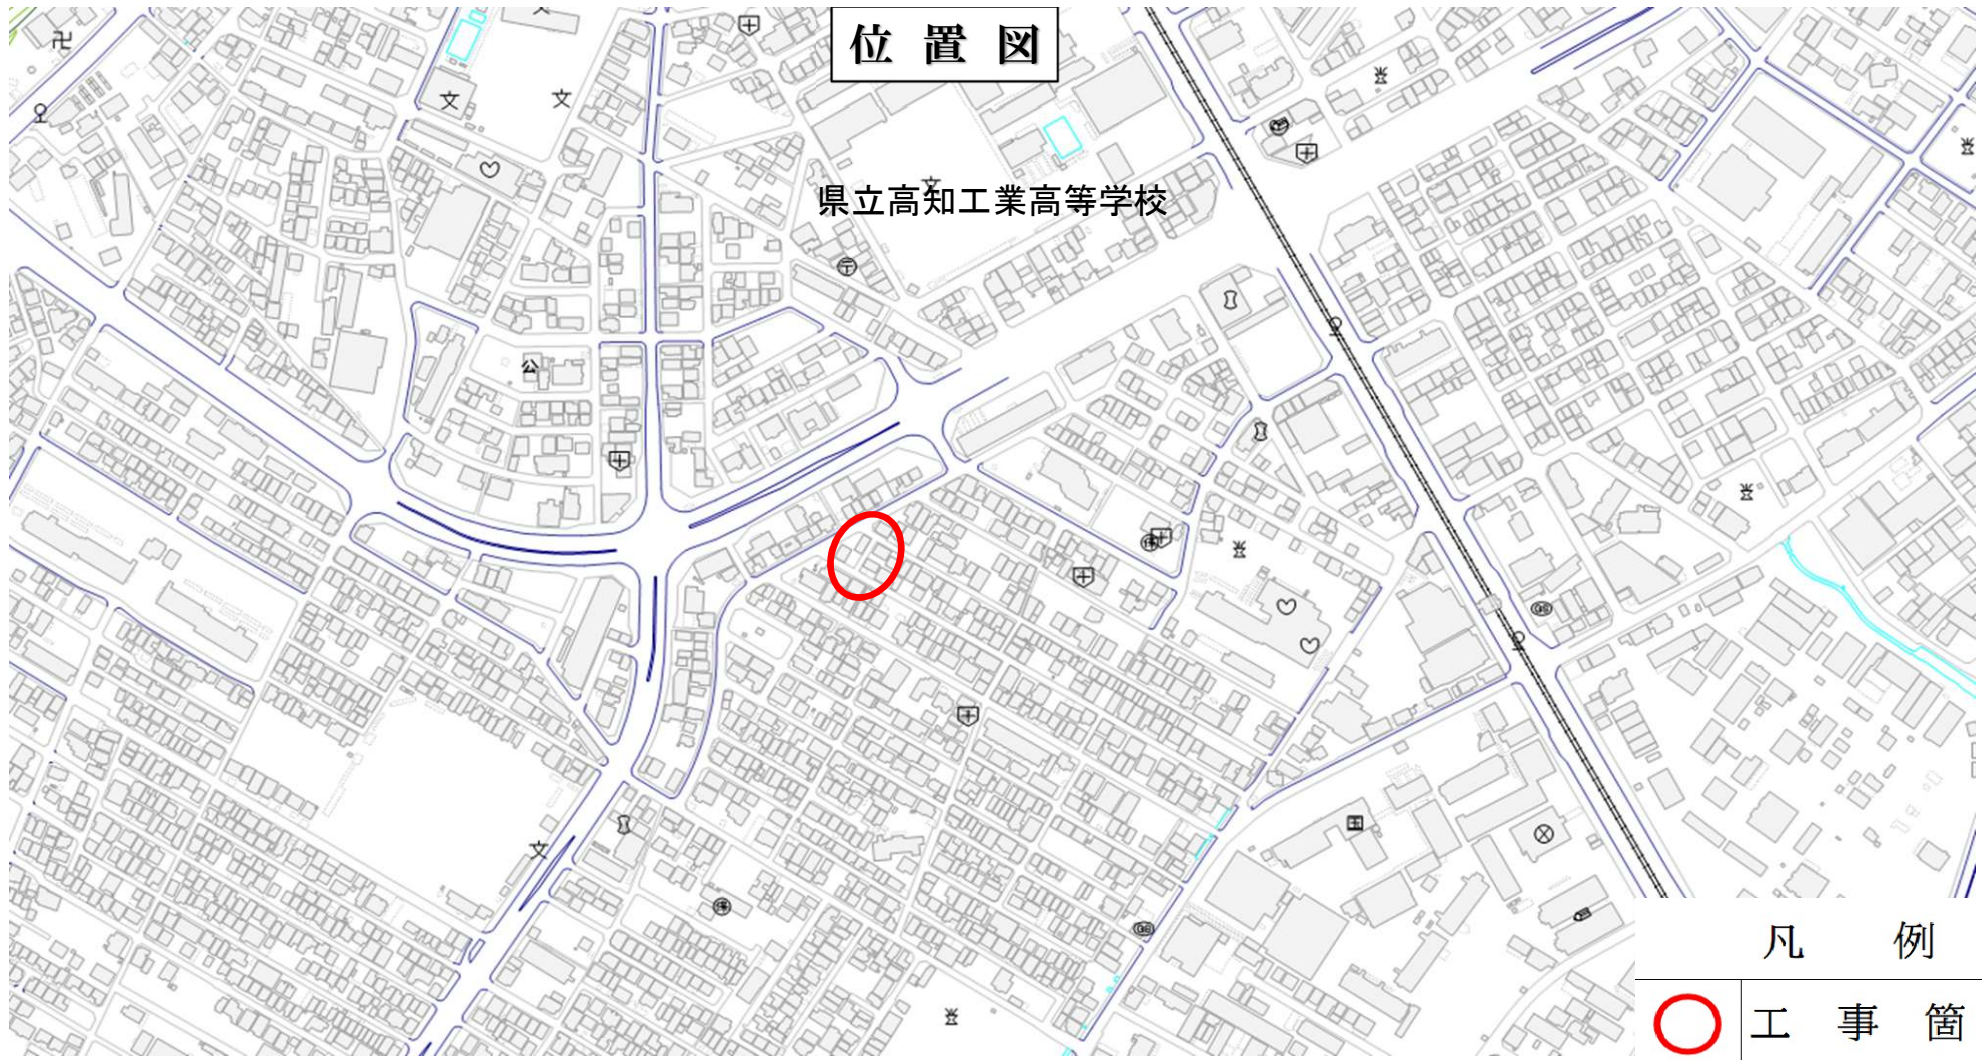 位置図
県立高知工業高等学校
凡例
工事箇